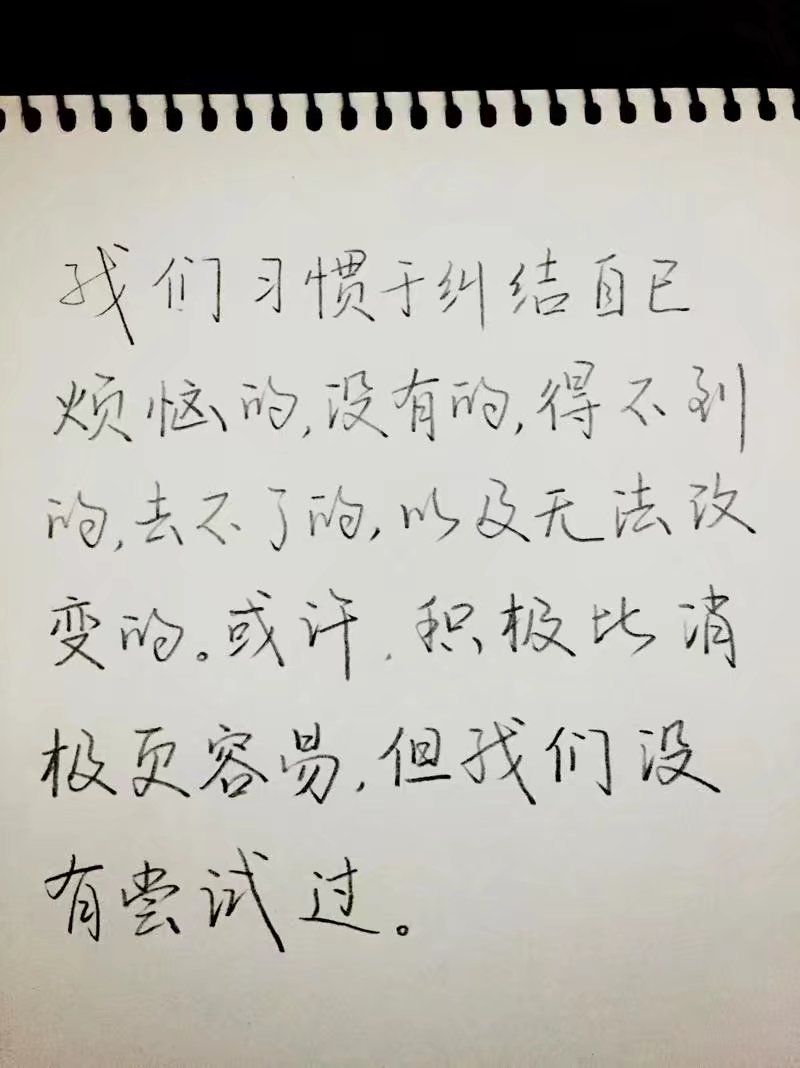 我们习惯于纠结自己
烦恼的,没有的,得不到
的,去不了的,以及无法改
变的。或许,积极比消
极更容易,但我们没
有尝试过。